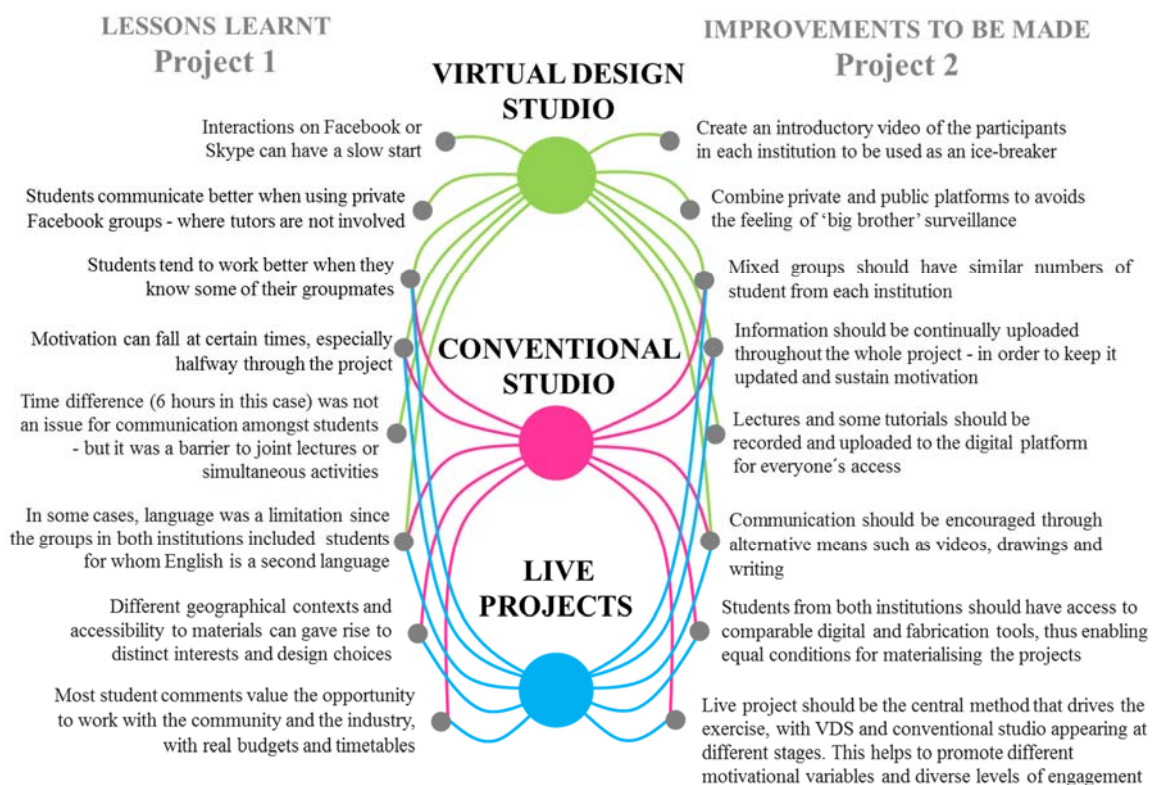 LESSONS LEARNT
Project 1
IMPROVEMENTS TO BE MADE
Project 2
VIRTUAL DESIGN
STUDIO
Interactions on Facebook or
Skype can have a slow start
Students communicate better when using private
Facebook groups - where tutors are not involved
Students tend to work better when they
know some of their groupmates
Motivation can fall at certain times, especially
halfway through the project
Time difference (6 hours in this case) was not
an issue for communication amongst students
- but it was a barrier to joint lectures or
simultaneous activities
In some cases, language was a limitation since
the groups in both institutions included students
for whom English is a second language
Different geographical contexts and
accessibility to materials can gave rise to
distinct interests and design choices
Most student comments value the opportunity
to work with the community and the industry,
with real budgets and timetables
CONVENTIONAL
STUDIO
LIVE
PROJECTS
Create an introductory video of the participants
in each institution to be used as an ice-breaker
Combine private and public platforms to avoids
the feeling of ‘big brother’ surveillance
Mixed groups should have similar numbers of
student from each institution
Information should be continually uploaded
throughout the whole project - in order to keep it
updated and sustain motivation
Lectures and some tutorials should be
recorded and uploaded to the digital platform
for everyone´s access
Communication should be encouraged through
alternative means such as videos, drawings and
writing
Students from both institutions should have access to
comparable digital and fabrication tools, thus enabling
equal conditions for materialising the projects
Live project should be the central method that drives the
exercise, with VDS and conventional studio appearing at
different stages. This helps to promote different
motivational variables and diverse levels of engagement